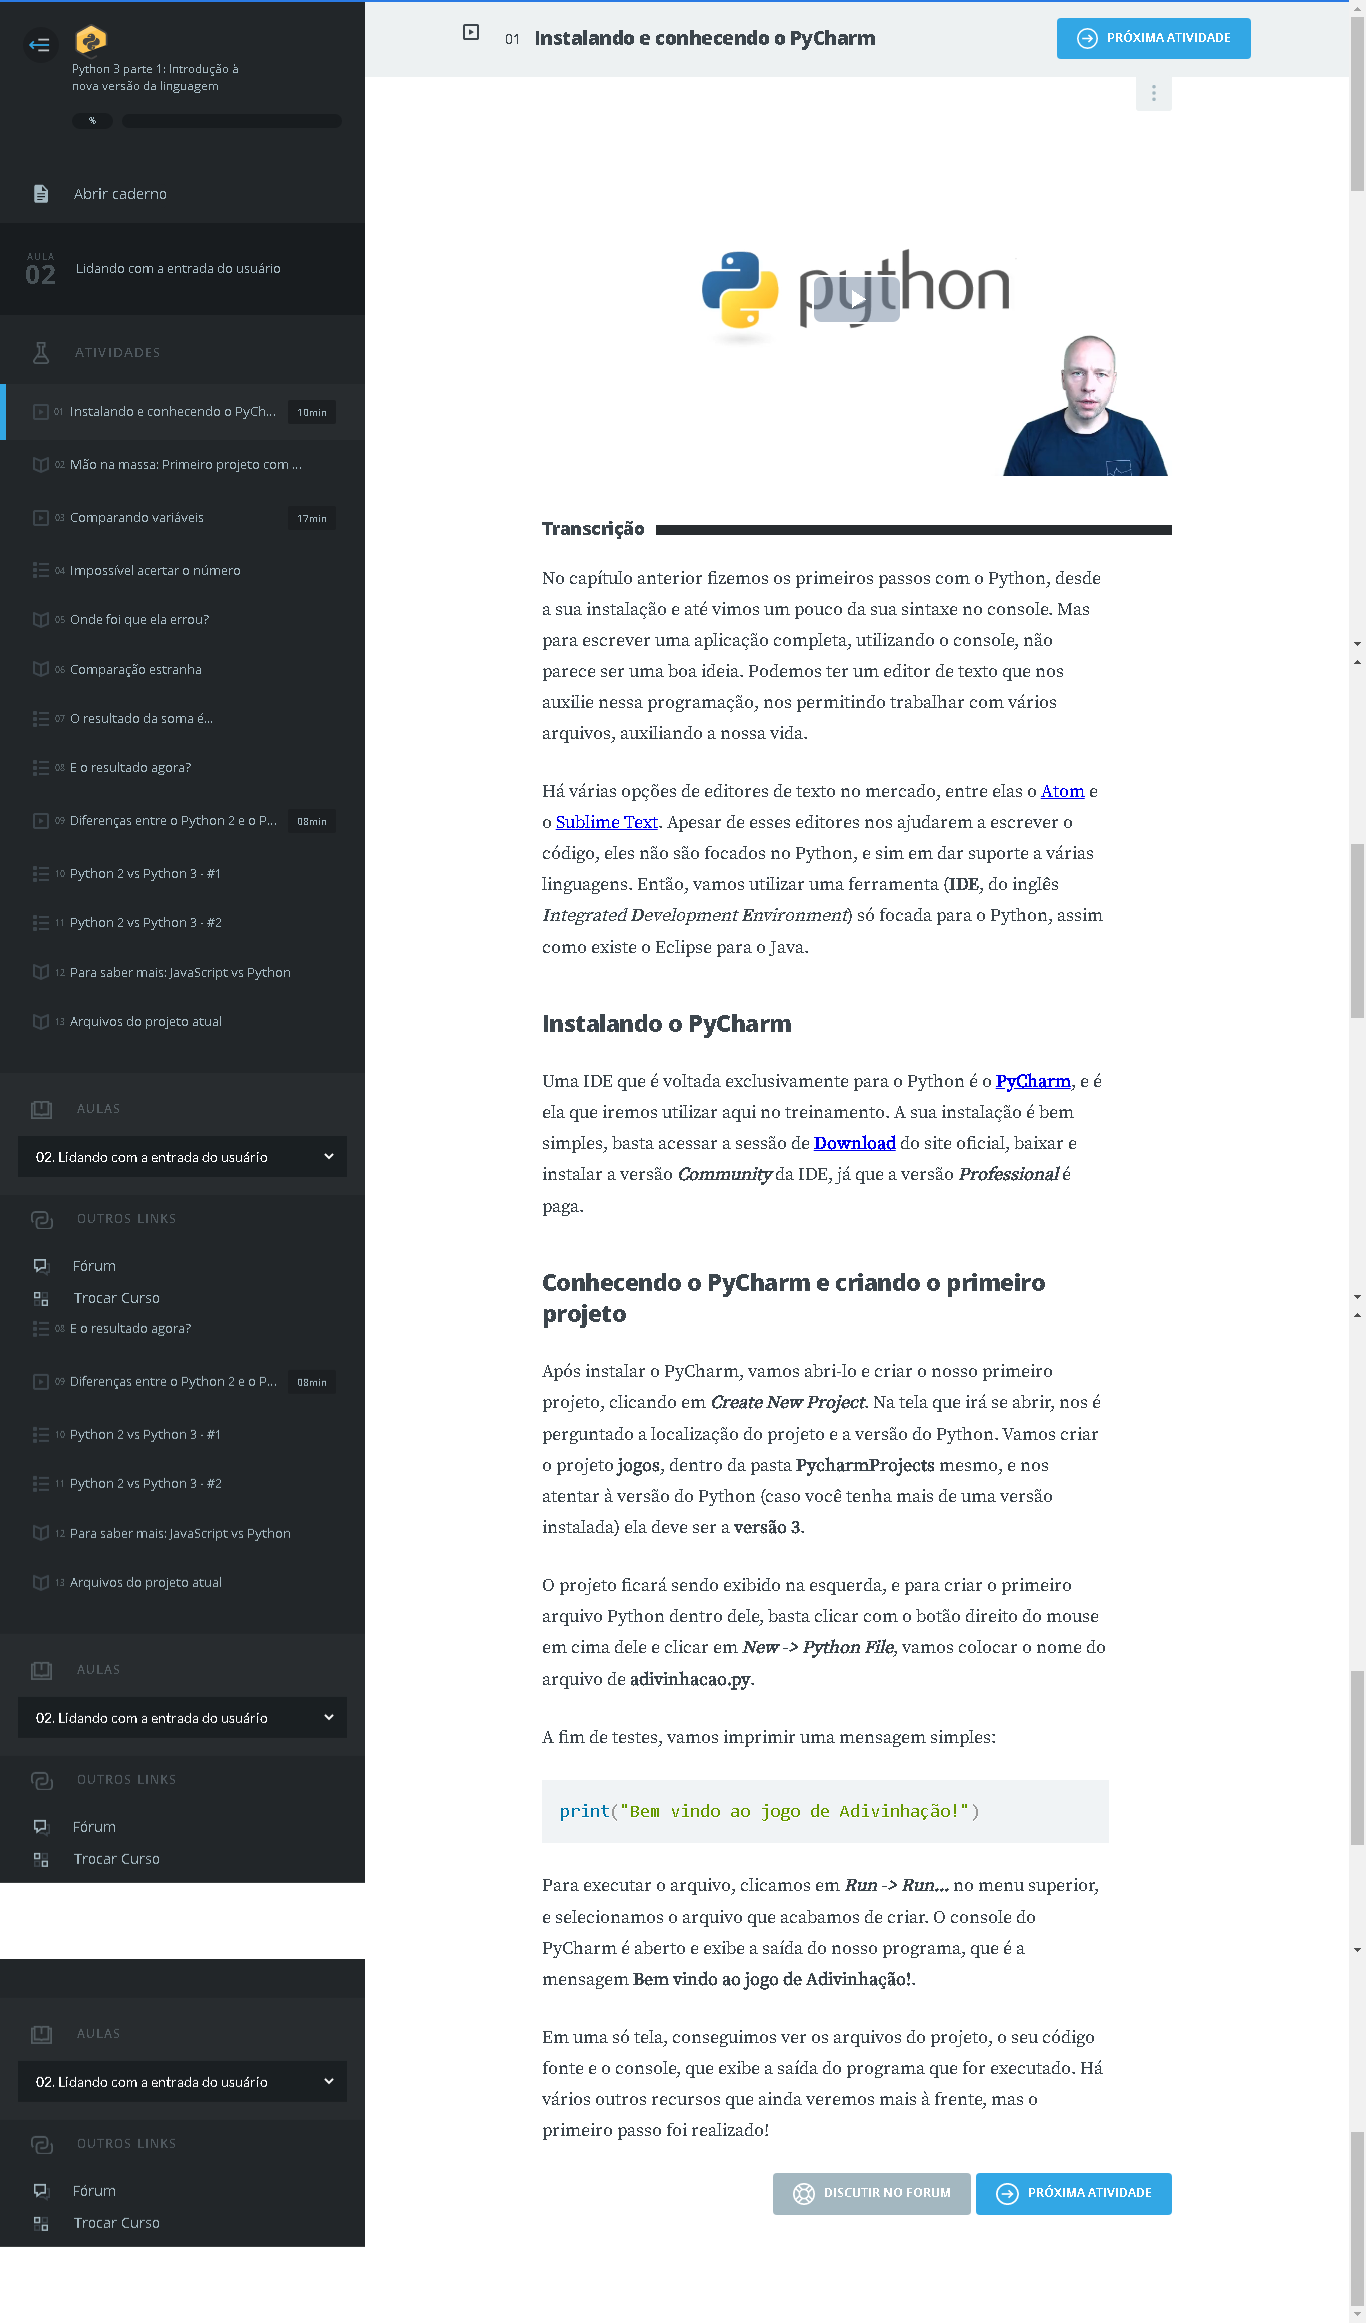 Python 3 parte 1: Introdução à
nova versão da linguagem
%
Abrir caderno
AULA
02
Lidando com a entrada do usuário
ATIVIDADES
01 Instalando e conhecendo o PyCh... 10min
02 Mão na massa: Primeiro projeto com ...
03 Comparando variáveis 17min
04 Impossível acertar o número
05 Onde foi que ela errou?
06 Comparação estranha
07 O resultado da soma é...
08 E o resultado agora?
09 Diferenças entre o Python 2 e o P... 08min
10 Python 2 vs Python 3 - #1
11 Python 2 vs Python 3 - #2
12 Para saber mais: JavaScript vs Python
13 Arquivos do projeto atual
AULAS
02. Lidando com a entrada do usuário
OUTROS LINKS
Fórum
Trocar Curso
08 E o resultado agora?
09 Diferenças entre o Python 2 e o P... 08min
10 Python 2 vs Python 3 - #1
11 Python 2 vs Python 3 - #2
12 Para saber mais: JavaScript vs Python
13 Arquivos do projeto atual
AULAS
02. Lidando com a entrada do usuário
OUTROS LINKS
Fórum
Trocar Curso
AULAS
02. Lidando com a entrada do usuário
OUTROS LINKS
Fórum
Trocar Curso
01 Instalando e conhecendo o PyCharm
PRÓXIMA ATIVIDADE
python
Transcrição
No capítulo anterior fizemos os primeiros passos com o Python, desde
a sua instalação e até vimos um pouco da sua sintaxe no console. Mas
para escrever uma aplicação completa, utilizando o console, não
parece ser uma boa ideia. Podemos ter um editor de texto que nos
auxilie nessa programação, nos permitindo trabalhar com vários
arquivos, auxiliando a nossa vida.
Há várias opções de editores de texto no mercado, entre elas o Atom e
o Sublime Text. Apesar de esses editores nos ajudarem a escrever o
código, eles não são focados no Python, e sim em dar suporte a várias
linguagens. Então, vamos utilizar uma ferramenta (IDE, do inglês
Integrated Development Environment) só focada para o Python, assim
como existe o Eclipse para o Java.
Instalando o PyCharm
Uma IDE que é voltada exclusivamente para o Python é o PyCharm, e é
ela que iremos utilizar aqui no treinamento. A sua instalação é bem
simples, basta acessar a sessão de Download do site oficial, baixar e
instalar a versão Community da IDE, já que a versão Professional é
paga.
Conhecendo o PyCharm e criando o primeiro
projeto
Após instalar o PyCharm, vamos abri-lo e criar o nosso primeiro
projeto, clicando em Create New Project. Na tela que irá se abrir, nos é
perguntado a localização do projeto e a versão do Python. Vamos criar
o projeto jogos, dentro da pasta PycharmProjects mesmo, e nos
atentar à versão do Python (caso você tenha mais de uma versão
instalada) ela deve ser a versão 3.
O projeto ficará sendo exibido na esquerda, e para criar o primeiro
arquivo Python dentro dele, basta clicar com o botão direito do mouse
em cima dele e clicar em New -> Python File, vamos colocar o nome do
arquivo de adivinhacao.py.
A fim de testes, vamos imprimir uma mensagem simples:
print("Bem vindo ao jogo de Adivinhação!")
Para executar o arquivo, clicamos em Run -> Run... no menu superior,
e selecionamos o arquivo que acabamos de criar. O console do
PyCharm é aberto e exibe a saída do nosso programa, que é a
mensagem Bem vindo ao jogo de Adivinhação!.
Em uma só tela, conseguimos ver os arquivos do projeto, o seu código
fonte e o console, que exibe a saída do programa que for executado. Há
vários outros recursos que ainda veremos mais à frente, mas o
primeiro passo foi realizado!
DISCUTIR NO FORUM
PRÓXIMA ATIVIDADE